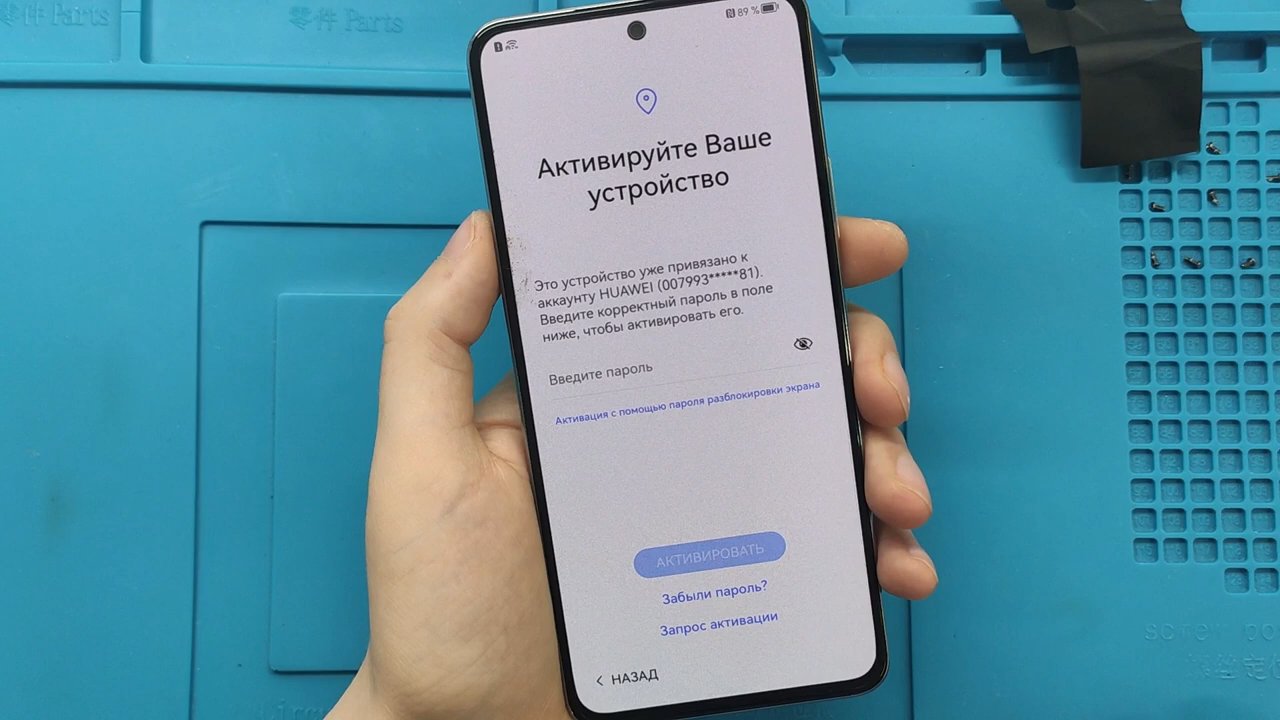 零件 Parts
零件 Parts
89 %
Активируйте Ваше
устройство
Это устройство уже привязано к
аккаунту HUAWEI (007993*****81).
Введите корректный пароль в поле
ниже, чтобы активировать его.
Введите пароль
Активация с помощью пароля разблокировки экрана
АКТИВИРОВАТЬ
Забыли пароль?
Запрос активации
< НАЗАД